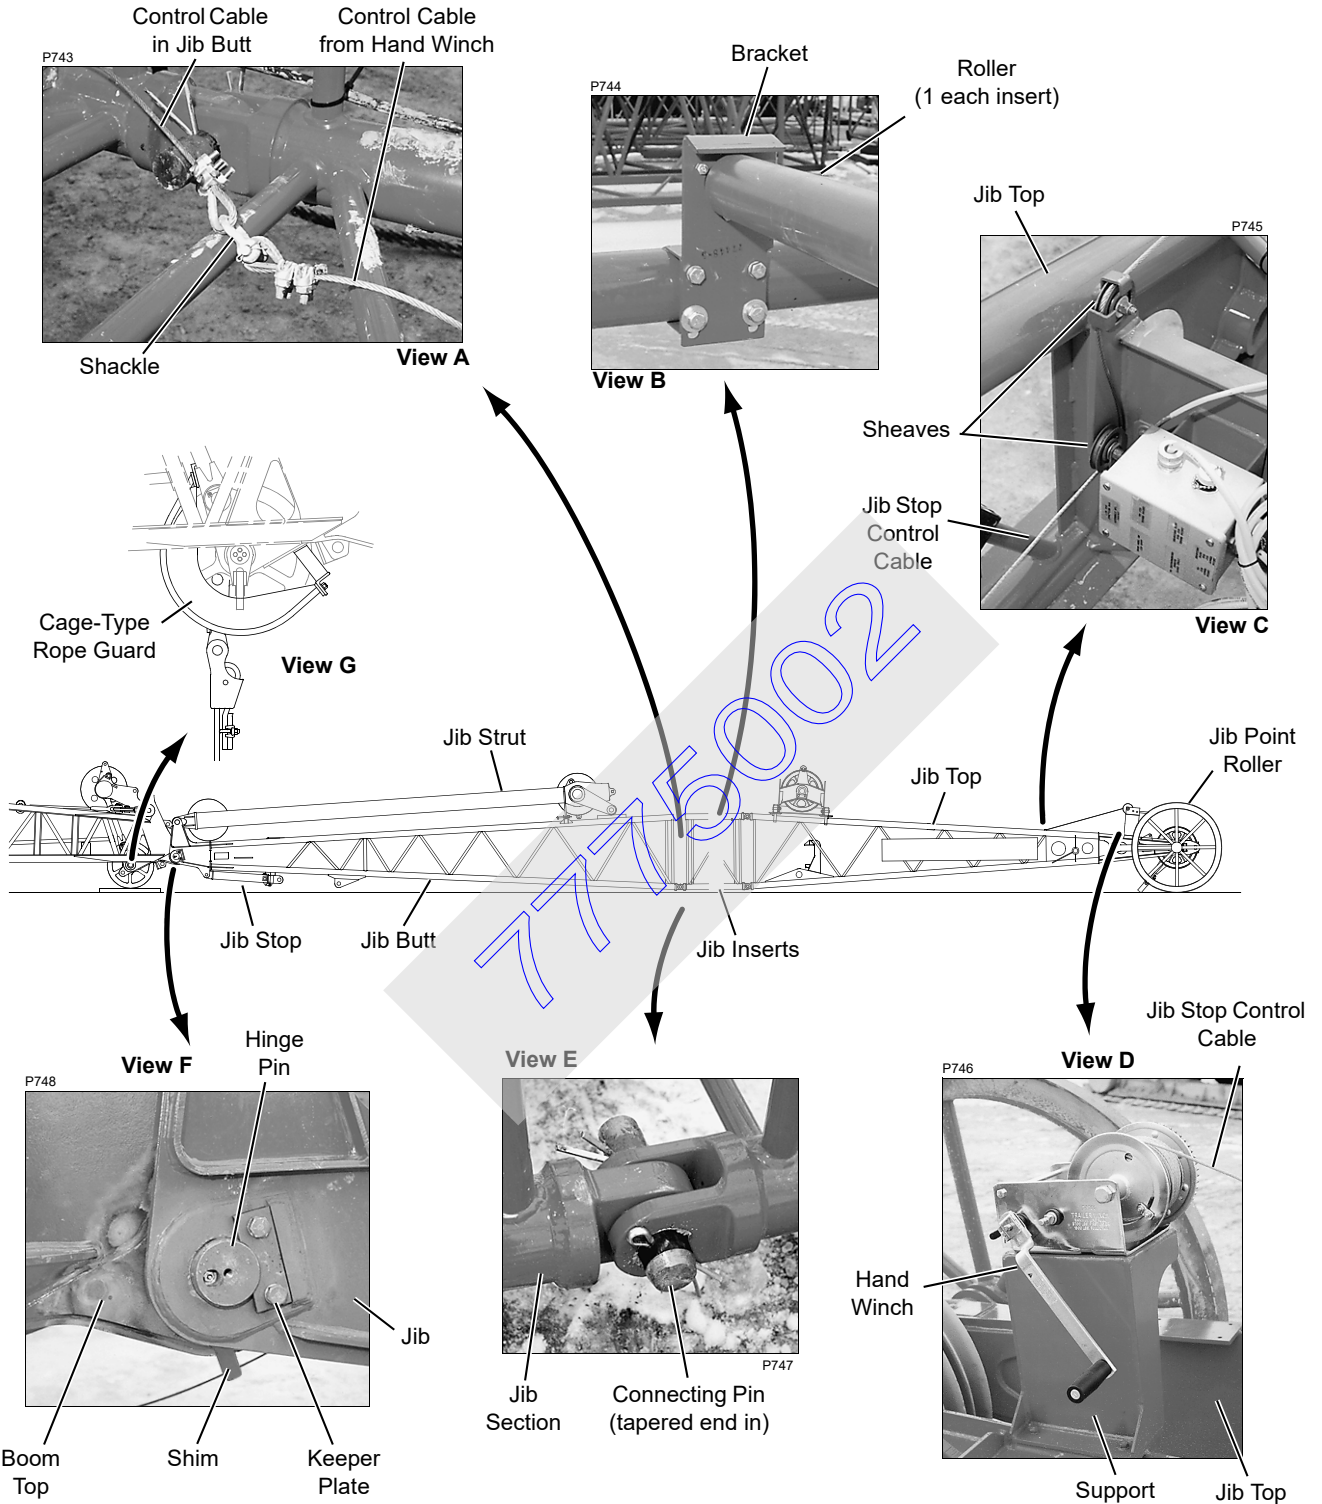 Control Cable
in Jib Butt
Control Cable
from Hand Winch
P743
Shackle
View A
Bracket
P744
Roller
(1 each insert)
View B
Jib Top
P745
Sheaves
Jib Stop
Control
Cable
View C
Cage-Type
Rope Guard
View G
Jib Strut
Jib Top
Jib Point
Roller
Jib Stop
Jib Butt
Jib Inserts
7775002
View F
Hinge
Pin
P748
Jib
Boom
Top
Shim
Keeper
Plate
View E
P747
Jib
Section
Connecting Pin
(tapered end in)
Jib Stop Control
Cable
View D
P746
Hand
Winch
Support
Jib Top